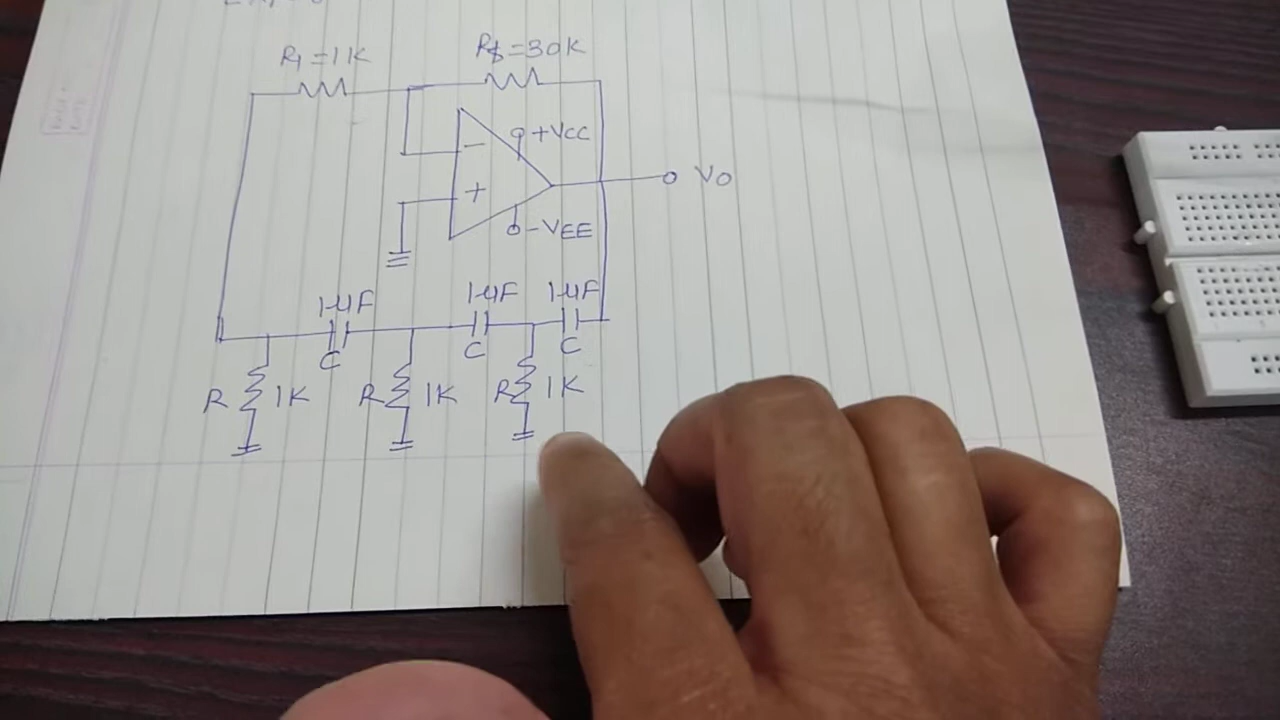 R1=1K
Rf=30K
+VCC
-
+
VO
-VEE
1μF
1μF
1μF
C
C
C
R
1K
R
1K
R
1K